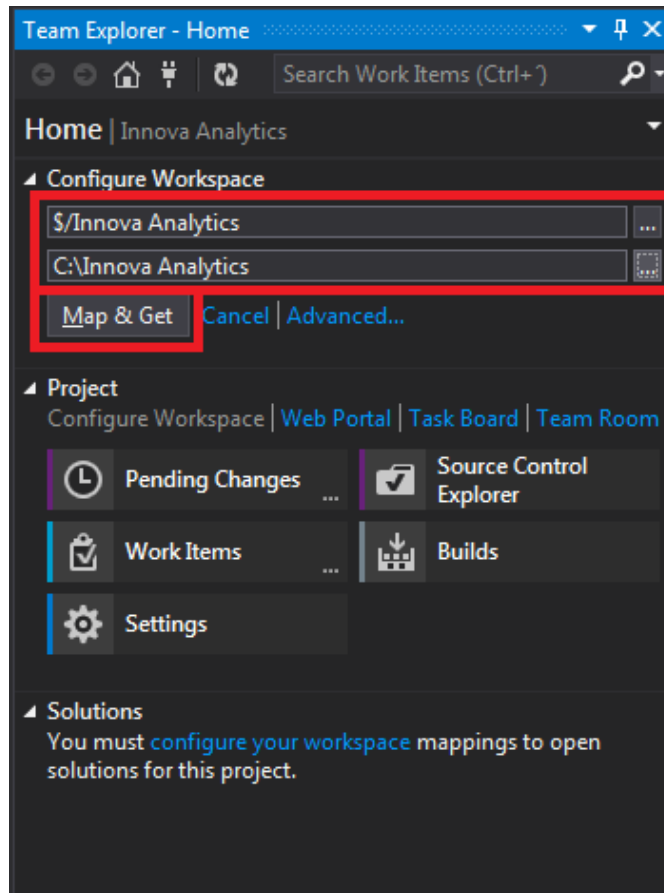 Team Explorer - Home
Search Work Items (Ctrl+´)
Home | Innova Analytics
Configure Workspace
$/Innova Analytics
...
C:\Innova Analytics
...
Map & Get Cancel | Advanced...
Project
Configure Workspace | Web Portal | Task Board | Team Room
Pending Changes ...
Source Control
Explorer
Work Items ...
Builds
Settings
Solutions
You must configure your workspace mappings to open
solutions for this project.